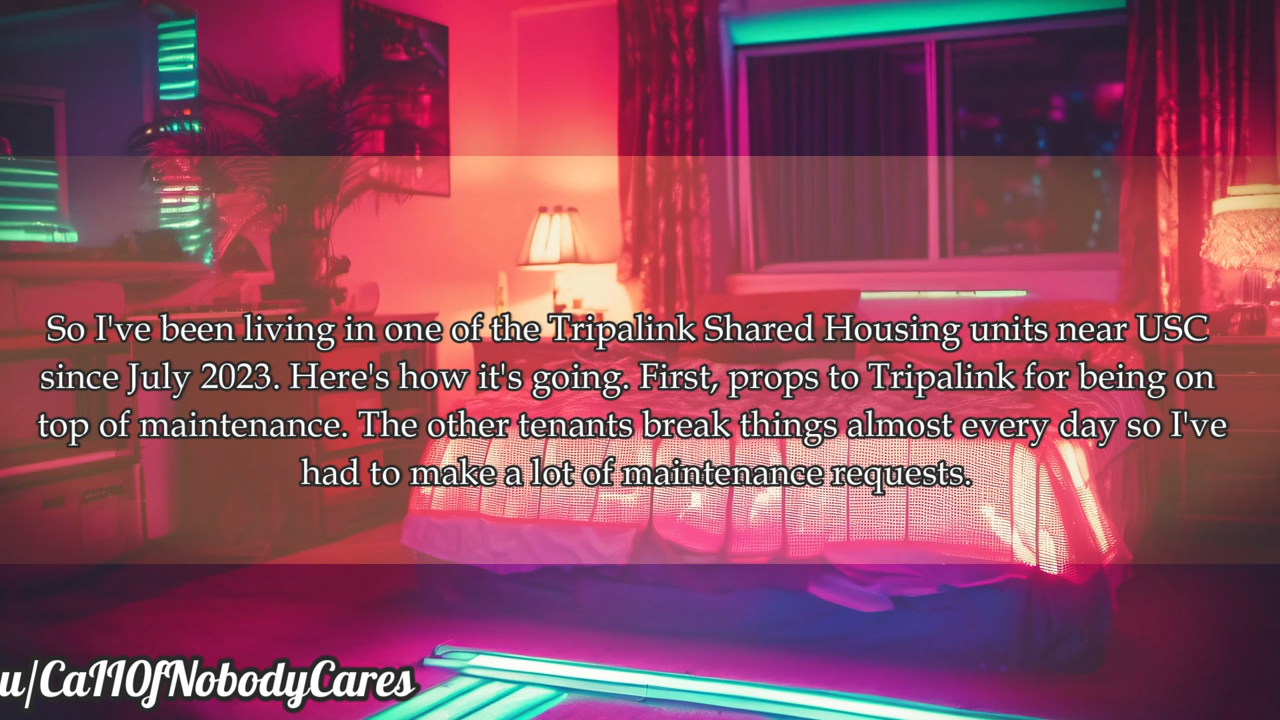 So I've been living in one of the Tripalink Shared Housing units near USC
since July 2023. Here's how it's going. First, props to Tripalink for being on
top of maintenance. The other tenants break things almost every day so I've
had to make a lot of maintenance requests.
u/CaIIOfNobodyCares